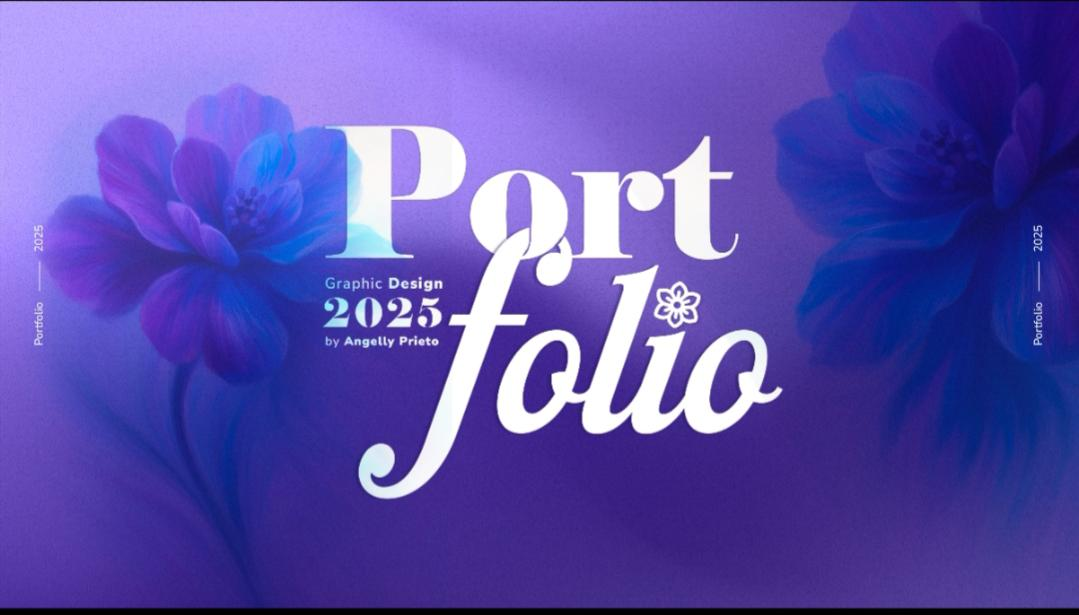 Port
folio
Graphic Design
2025
by Angelly Prieto
Portfolio — 2025
Portfolio — 2025